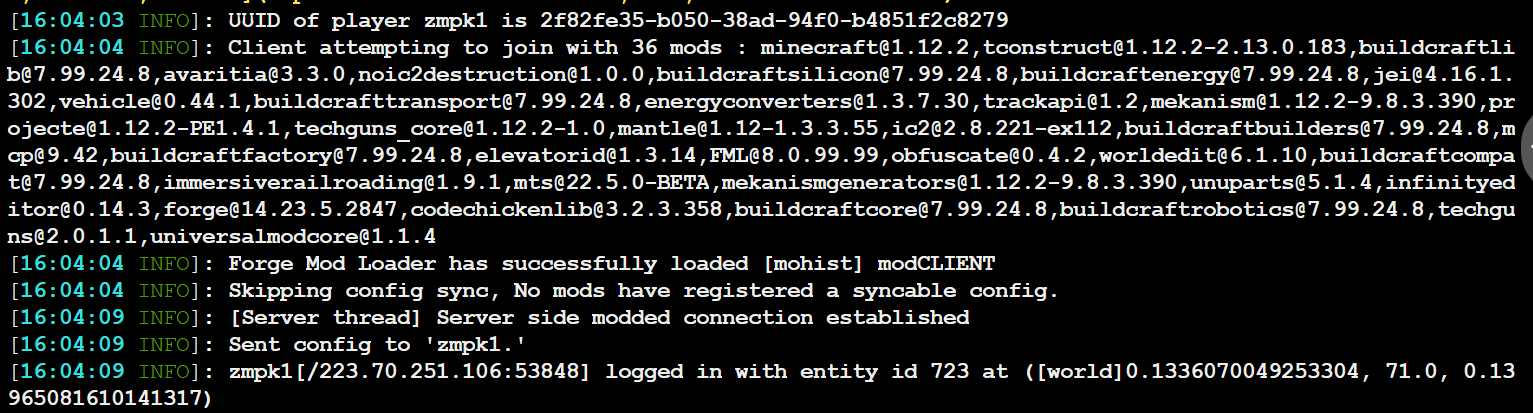 [16:04:03 INFO]: UUID of player zmpk1 is 2f82fe35-b050-38ad-94f0-b4851f2c8279
[16:04:04 INFO]: Client attempting to join with 36 mods : minecraft@1.12.2,tconstruct@1.12.2-2.13.0.183,buildcraftli
b@7.99.24.8,avaritia@3.3.0,noic2destruction@1.0.0,buildcraftsilicon@7.99.24.8,buildcraftenergy@7.99.24.8,jei@4.16.1.
302,vehicle@0.44.1,buildcrafttransport@7.99.24.8,energyconverters@1.3.7.30,trackapi@1.2,mekanism@1.12.2-9.8.3.390,pr
ojecte@1.12.2-PE1.4.1,techguns_core@1.12.2-1.0,mantle@1.12-1.3.3.55,ic2@2.8.221-ex112,buildcraftbuilders@7.99.24.8,m
cp@9.42,buildcraftfactory@7.99.24.8,elevatorid@1.3.14,FML@8.0.99.99,obfuscate@0.4.2,worldedit@6.1.10,buildcraftcompa
t@7.99.24.8,immersiverailroading@1.9.1,mts@22.5.0-BETA,mekanismgenerators@1.12.2-9.8.3.390,unuparts@5.1.4,infinityed
itor@0.14.3,forge@14.23.5.2847,codechickenlib@3.2.3.358,buildcraftcore@7.99.24.8,buildcraftrobotics@7.99.24.8,techgu
ns@2.0.1.1,universalmodcore@1.1.4
[16:04:04 INFO]: Forge Mod Loader has successfully loaded [mohist] modCLIENT
[16:04:04 INFO]: Skipping config sync, No mods have registered a syncable config.
[16:04:09 INFO]: [Server thread] Server side modded connection established
[16:04:09 INFO]: Sent config to 'zmpk1.'
[16:04:09 INFO]: zmpk1[/223.70.251.106:53848] logged in with entity id 723 at ([world]0.1336070049253304, 71.0, 0.13
965081610141317)